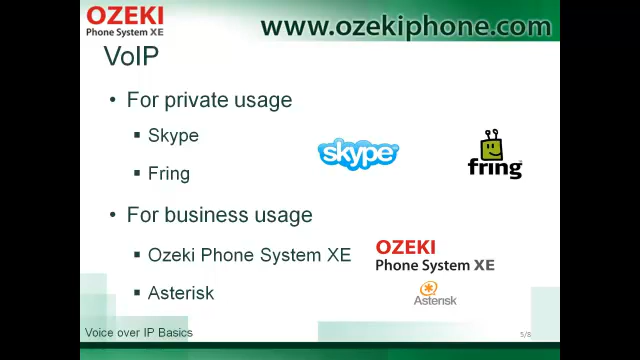 OZEKI
Phone System XE
www.ozekiphone.com
VoIP
• For private usage
▪ Skype
▪ Fring
skype
fring
• For business usage
▪ Ozeki Phone System XE
▪ Asterisk
OZEKI
Phone System XE
Asterisk
Voice over IP Basics
5/8